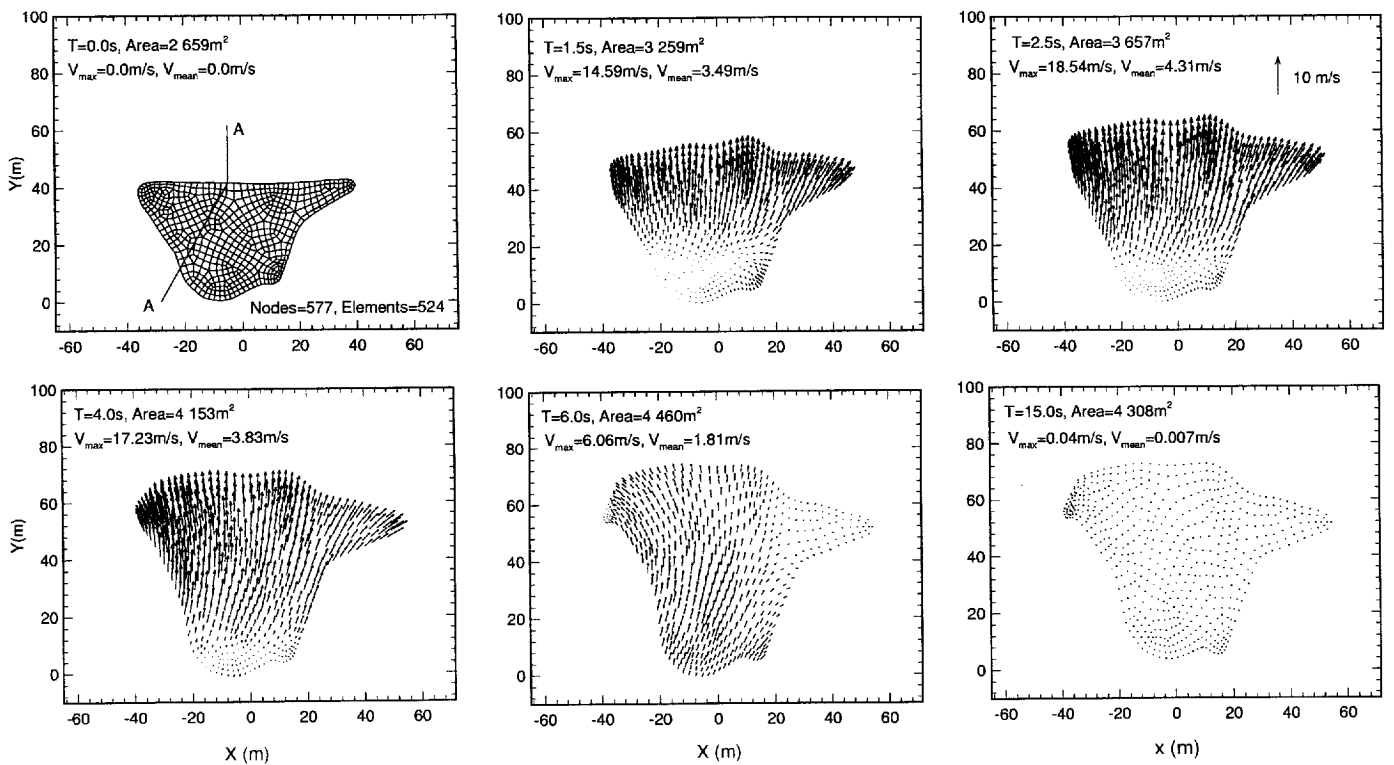 T=0.0s, Area=2 659m²
V_max=0.0m/s, V_mean=0.0m/s
100
80
60
40
20
0
Y(m)
A
A
Nodes=577, Elements=524
-60 -40 -20 0 20 40 60
T=1.5s, Area=3 259m²
V_max=14.59m/s, V_mean=3.49m/s
100
80
60
40
20
0
-60 -40 -20 0 20 40 60
T=2.5s, Area=3 657m²
V_max=18.54m/s, V_mean=4.31m/s
10 m/s
100
80
60
40
20
0
-60 -40 -20 0 20 40 60
T=4.0s, Area=4 153m²
V_max=17.23m/s, V_mean=3.83m/s
100
80
60
40
20
0
Y(m)
-60 -40 -20 0 20 40 60
X (m)
T=6.0s, Area=4 460m²
V_max=6.06m/s, V_mean=1.81m/s
100
80
60
40
20
0
-60 -40 -20 0 20 40 60
X (m)
T=15.0s, Area=4 308m²
V_max=0.04m/s, V_mean=0.007m/s
100
80
60
40
20
0
-60 -40 -20 0 20 40 60
x (m)